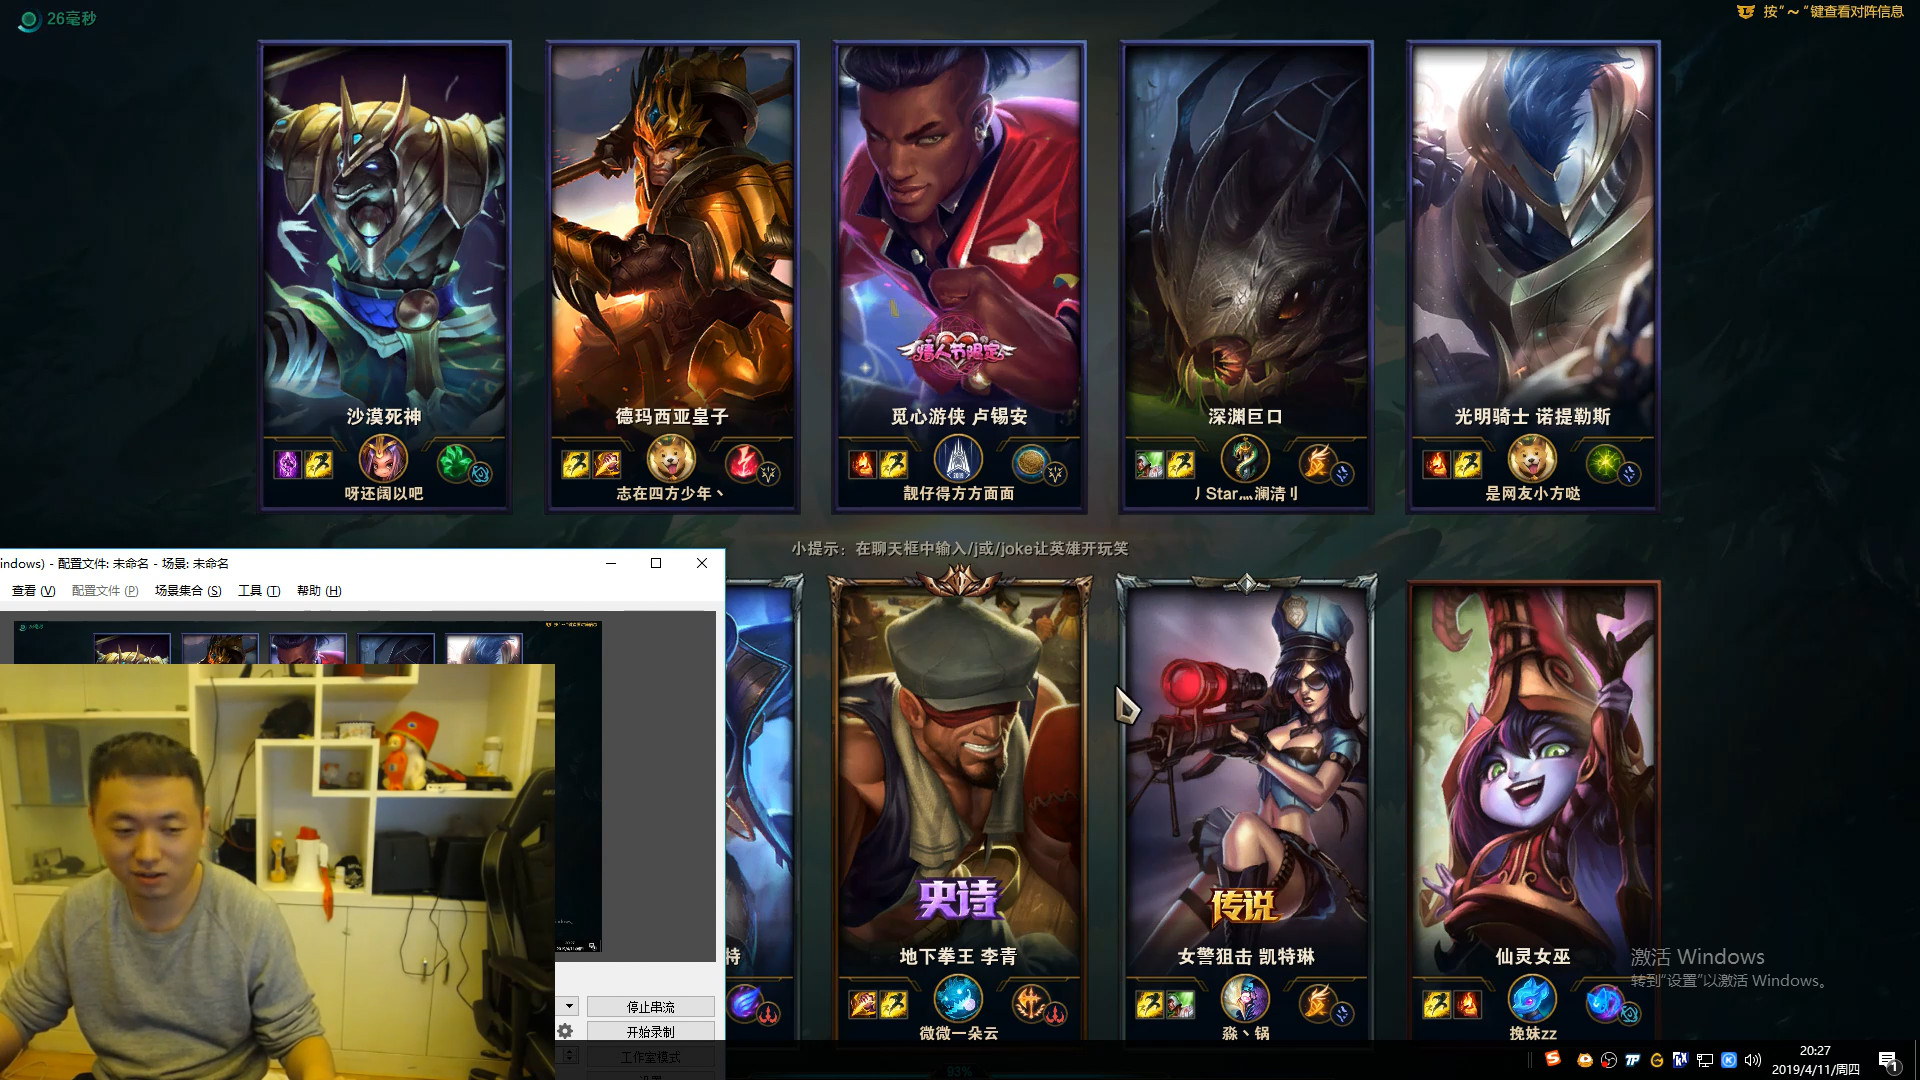 26毫秒
按“～”键查看对阵信息
沙漠死神
德玛西亚皇子
情人节限定
觅心游侠 卢锡安
深渊巨口
光明骑士 诺提勒斯
2018
呀还阔以吧
志在四方少年丶
靓仔得方方面面
丿Star灬澜清刂
是网友小方哒
小提示：在聊天框中输入/j或/joke让英雄开玩笑
indows) - 配置文件: 未命名 - 场景: 未命名
查看 (V) 配置文件 (P) 场景集合 (S) 工具 (T) 帮助 (H)
史诗
传说
特
地下拳王 李青
女警狙击 凯特琳
仙灵女巫
激活 Windows
转到“设置”以激活 Windows。
停止串流
开始录制
工作室模式
微微一朵云
淼丶锅
挽妹zz
93%
20:27
2019/4/11/周四
1